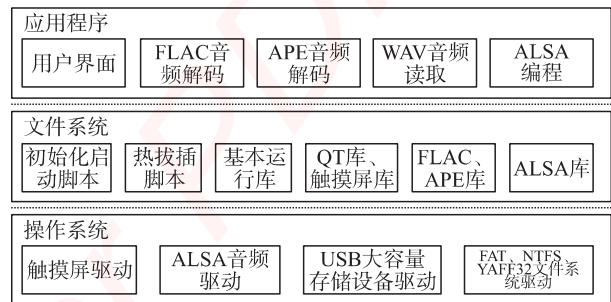 应用程序
用户界面
FLAC音
频解码
APE音频
解码
WAV音频
读取
ALSA
编程
文件系统
初始化启
动脚本
热拔插
脚本
基本运
行库
QT库、
触摸屏库
FLAC、
APE库
ALSA库
操作系统
触摸屏驱动
ALSA音频
驱动
USB大容量
存储设备驱动
FAT、NTFS、
YAFF32文件系
统驱动